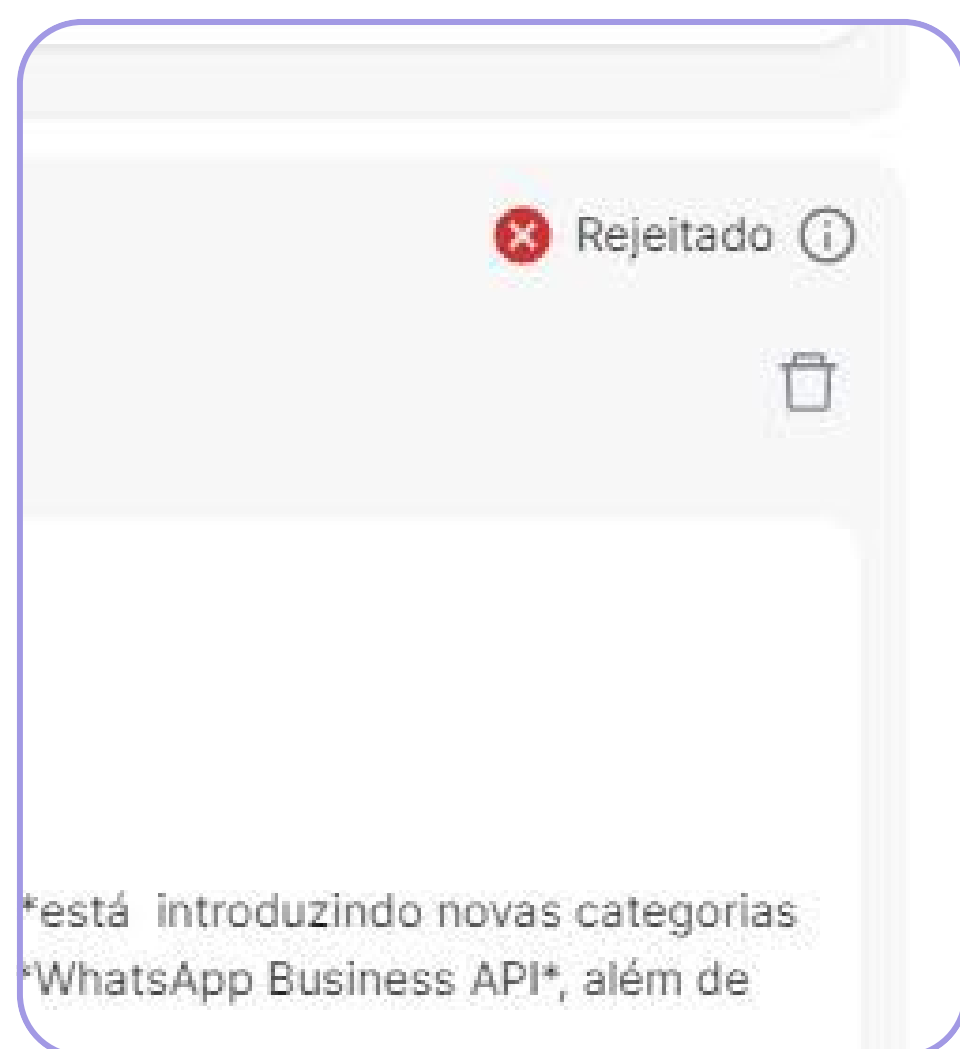 Rejeitado
*está  introduzindo novas categorias
*WhatsApp Business API*, além de